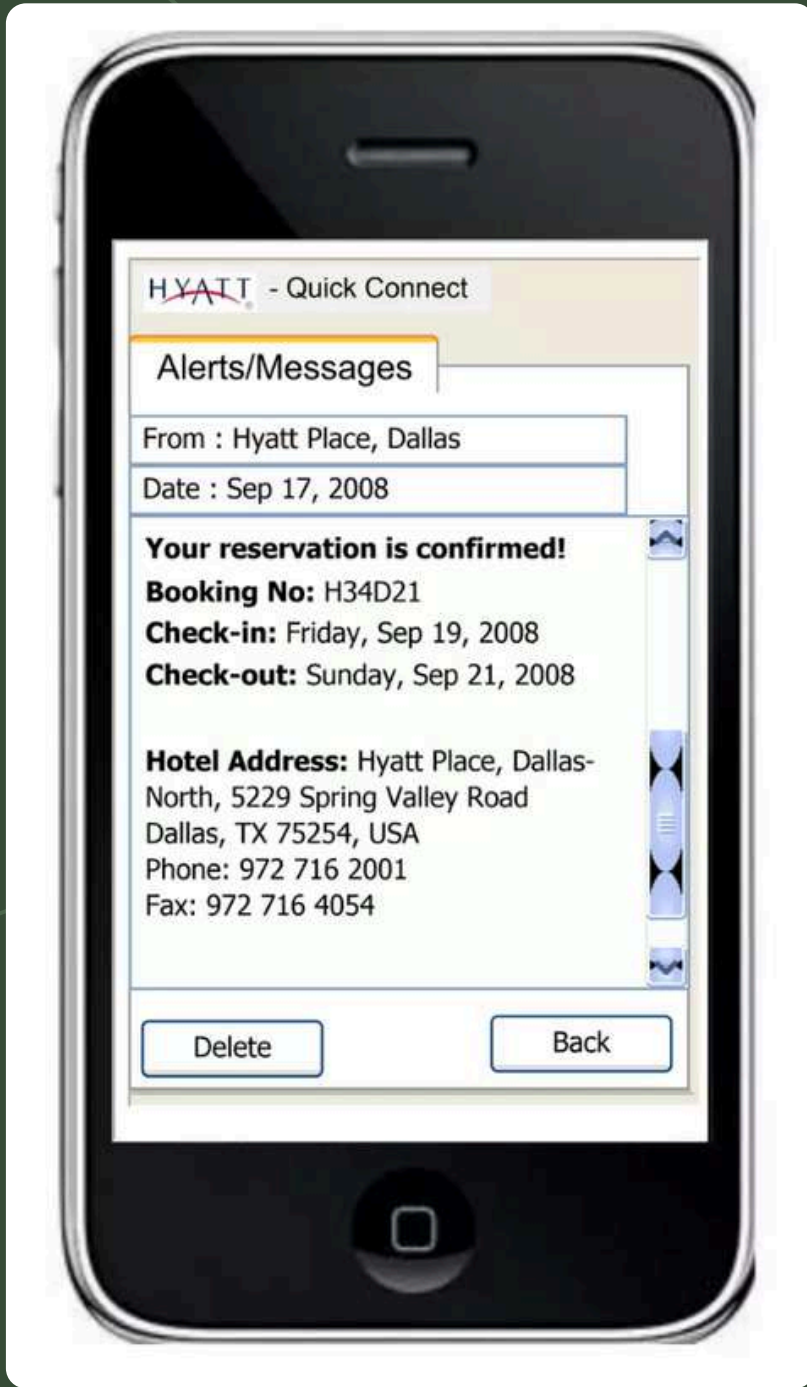 HYATT - Quick Connect
Alerts/Messages
From : Hyatt Place, Dallas
Date : Sep 17, 2008
Your reservation is confirmed!
Booking No: H34D21
Check-in: Friday, Sep 19, 2008
Check-out: Sunday, Sep 21, 2008
Hotel Address: Hyatt Place, Dallas-
North, 5229 Spring Valley Road
Dallas, TX 75254, USA
Phone: 972 716 2001
Fax: 972 716 4054
Delete
Back